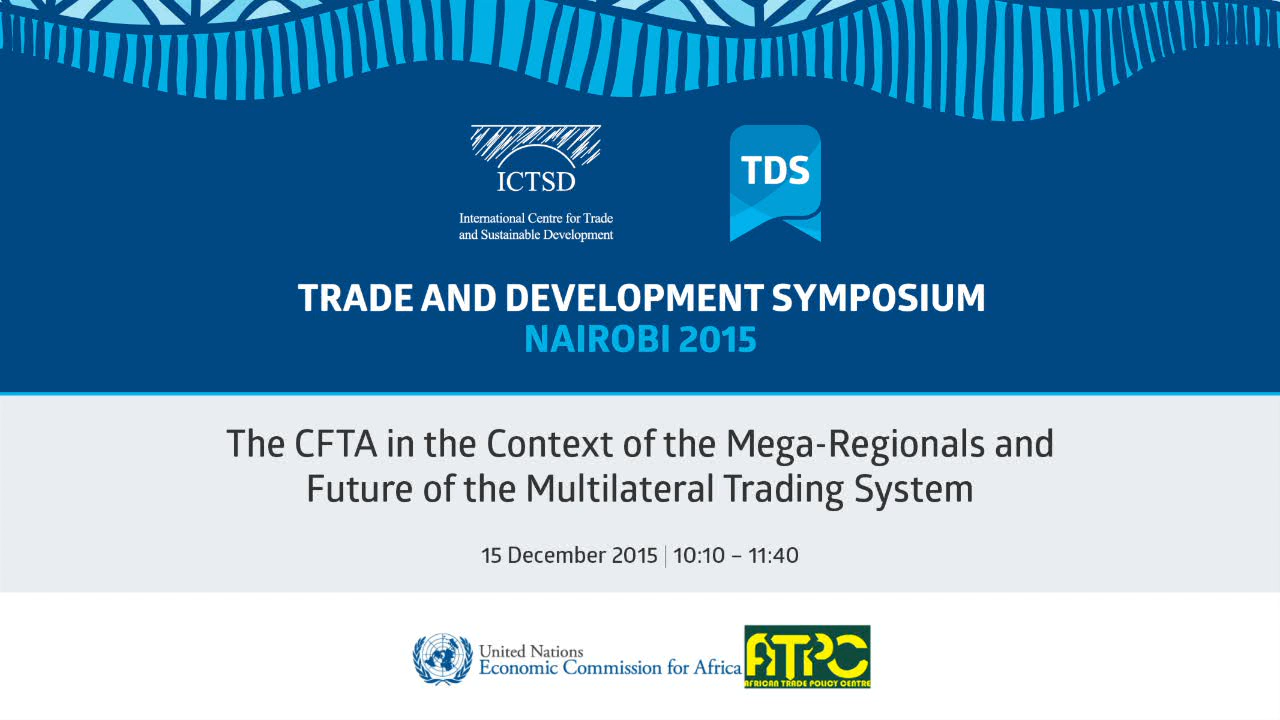 ICTSD
International Centre for Trade
and Sustainable Development
TDS
TRADE AND DEVELOPMENT SYMPOSIUM
NAIROBI 2015
The CFTA in the Context of the Mega-Regionals and
Future of the Multilateral Trading System
15 December 2015 | 10:10 – 11:40
United Nations
Economic Commission for Africa
ATPC
AFRICAN TRADE POLICY CENTRE